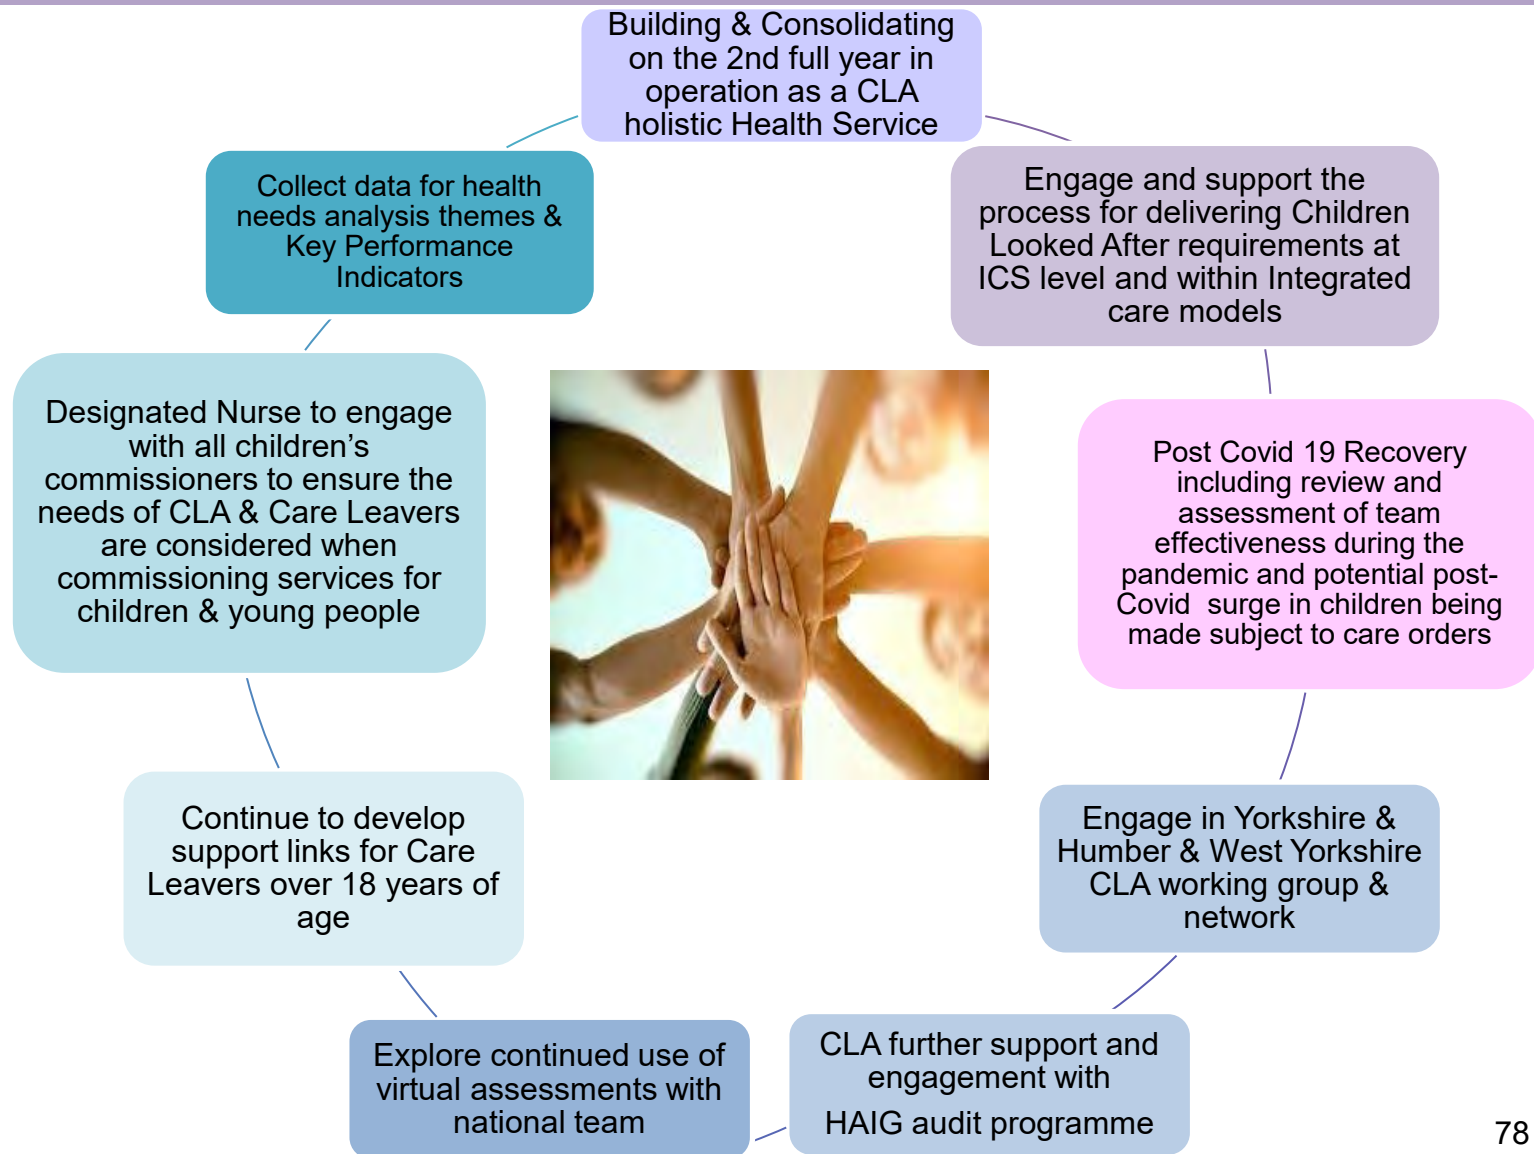 Building & Consolidating
on the 2nd full year in
operation as a CLA
holistic Health Service
Engage and support the
process for delivering Children
Looked After requirements at
ICS level and within Integrated
care models
Post Covid 19 Recovery
including review and
assessment of team
effectiveness during the
pandemic and potential post-
Covid  surge in children being
made subject to care orders
Engage in Yorkshire &
Humber & West Yorkshire
CLA working group &
network
CLA further support and
engagement with
HAIG audit programme
Explore continued use of
virtual assessments with
national team
Continue to develop
support links for Care
Leavers over 18 years of
age
Designated Nurse to engage
with all children’s
commissioners to ensure the
needs of CLA & Care Leavers
are considered when
commissioning services for
children & young people
Collect data for health
needs analysis themes &
Key Performance
Indicators
78